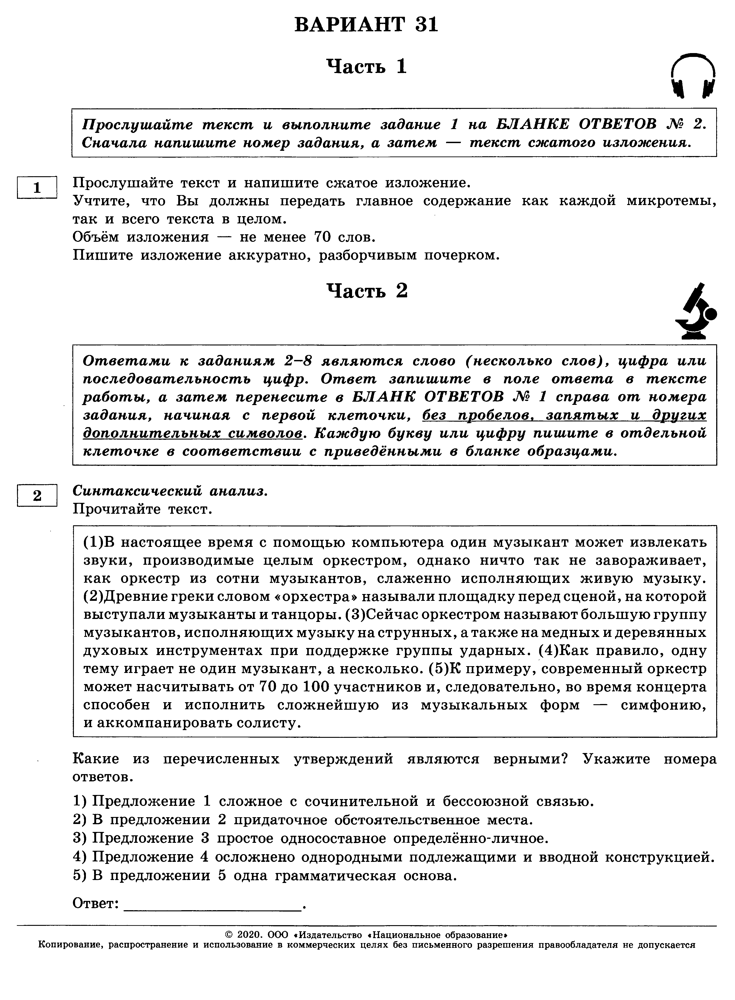 ВАРИАНТ 31
Часть 1
Прослушайте текст и выполните задание 1 на БЛАНКЕ ОТВЕТОВ № 2.
Сначала напишите номер задания, а затем — текст сжатого изложения.
1
Прослушайте текст и напишите сжатое изложение.
Учтите, что Вы должны передать главное содержание как каждой микротемы,
так и всего текста в целом.
Объём изложения — не менее 70 слов.
Пишите изложение аккуратно, разборчивым почерком.
Часть 2
Ответами к заданиям 2–8 являются слово (несколько слов), цифра или
последовательность цифр. Ответ запишите в поле ответа в тексте
работы, а затем перенесите в БЛАНК ОТВЕТОВ № 1 справа от номера
задания, начиная с первой клеточки, без пробелов, запятых и других
дополнительных символов. Каждую букву или цифру пишите в отдельной
клеточке в соответствии с приведёнными в бланке образцами.
2
Синтаксический анализ.
Прочитайте текст.
(1)В настоящее время с помощью компьютера один музыкант может извлекать
звуки, производимые целым оркестром, однако ничто так не завораживает,
как оркестр из сотни музыкантов, слаженно исполняющих живую музыку.
(2)Древние греки словом «орхестра» называли площадку перед сценой, на которой
выступали музыканты и танцоры. (3)Сейчас оркестром называют большую группу
музыкантов, исполняющих музыку на струнных, а также на медных и деревянных
духовых инструментах при поддержке группы ударных. (4)Как правило, одну
тему играет не один музыкант, а несколько. (5)К примеру, современный оркестр
может насчитывать от 70 до 100 участников и, следовательно, во время концерта
способен и исполнить сложнейшую из музыкальных форм — симфонию,
и аккомпанировать солисту.
Какие из перечисленных утверждений являются верными? Укажите номера
ответов.
1) Предложение 1 сложное с сочинительной и бессоюзной связью.
2) В предложении 2 придаточное обстоятельственное места.
3) Предложение 3 простое односоставное определённо-личное.
4) Предложение 4 осложнено однородными подлежащими и вводной конструкцией.
5) В предложении 5 одна грамматическая основа.
Ответ: ______________________.
© 2020. ООО «Издательство «Национальное образование»
Копирование, распространение и использование в коммерческих целях без письменного разрешения правообладателя не допускается